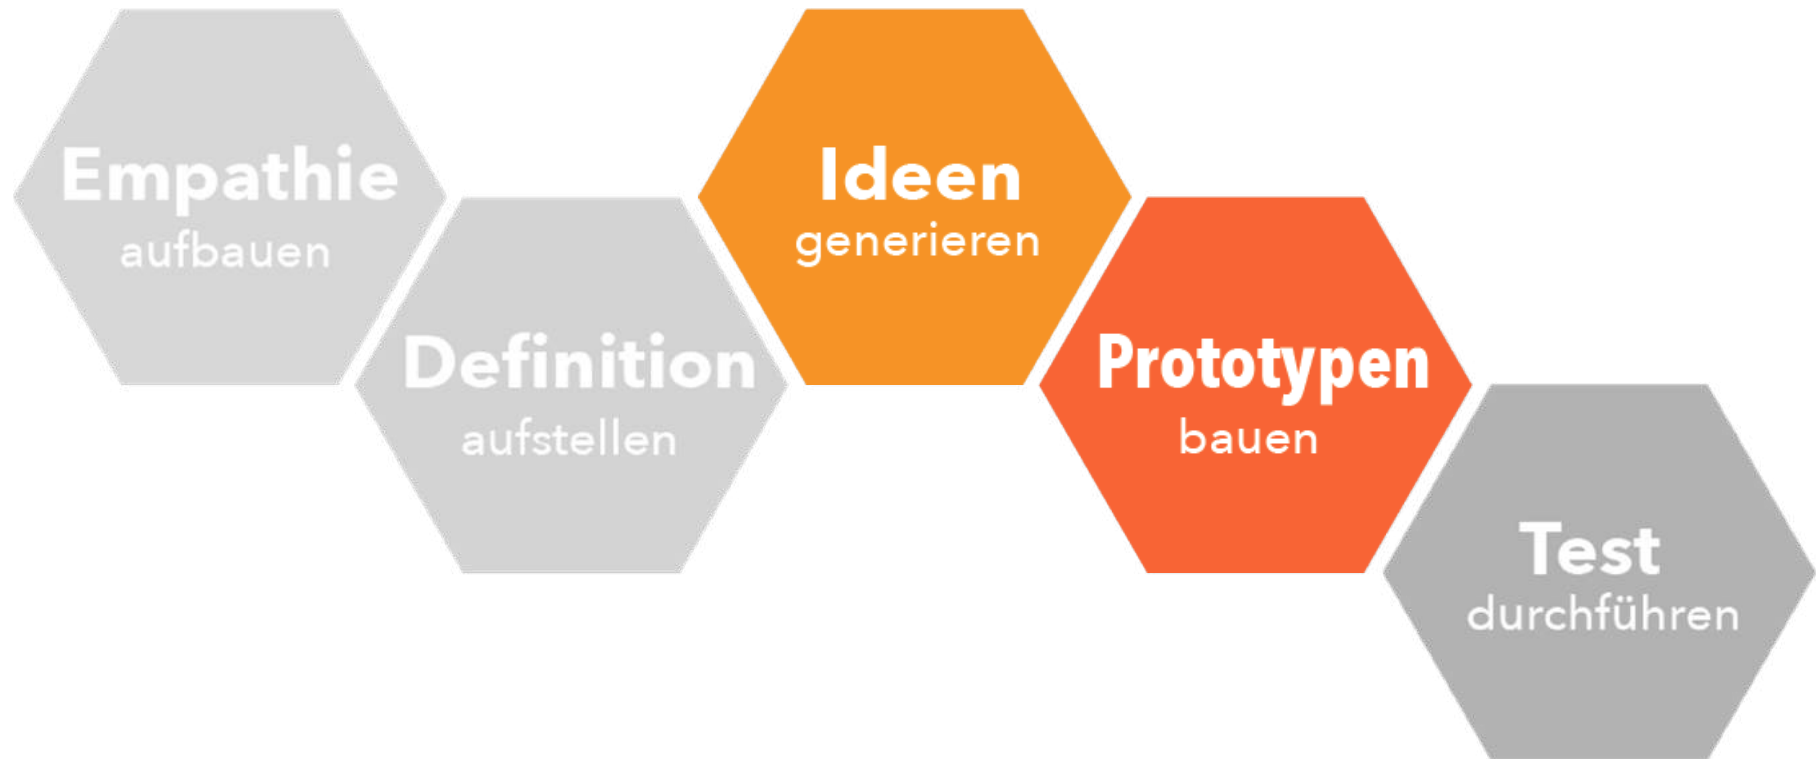 Empathie
aufbauen
Definition
aufstellen
Ideen
generieren
Prototypen
bauen
Test
durchführen